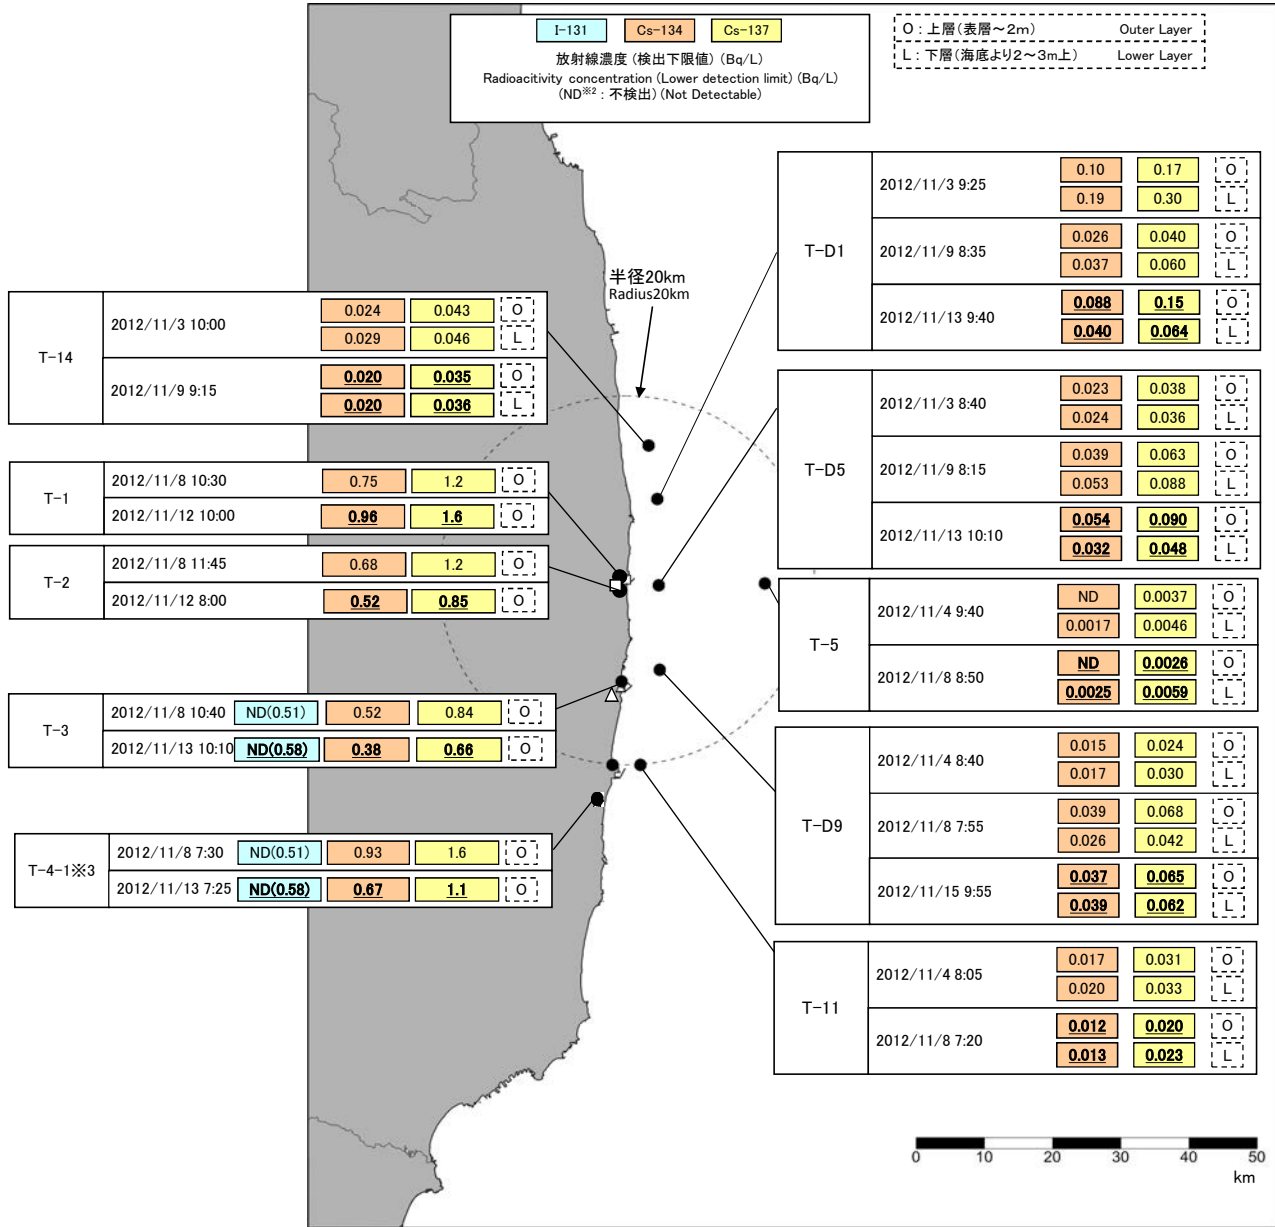 I-131 Cs-134 Cs-137
放射線濃度 (検出下限値) (Bq/L)
Radioacitivity concentration (Lower detection limit) (Bq/L)
(ND※2 : 不検出) (Not Detectable)
O : 上層(表層~2m) Outer Layer
L : 下層(海底より2~3m上) Lower Layer
半径20km
Radius20km
T-14
2012/11/3 10:00 0.024 0.043 O
0.029 0.046 L
2012/11/9 9:15 0.020 0.035 O
0.020 0.036 L
T-1
2012/11/8 10:30 0.75 1.2 O
2012/11/12 10:00 0.96 1.6 O
T-2
2012/11/8 11:45 0.68 1.2 O
2012/11/12 8:00 0.52 0.85 O
T-3
2012/11/8 10:40 ND(0.51) 0.52 0.84 O
2012/11/13 10:10 ND(0.58) 0.38 0.66 O
T-4-1※3
2012/11/8 7:30 ND(0.51) 0.93 1.6 O
2012/11/13 7:25 ND(0.58) 0.67 1.1 O
T-D1
2012/11/3 9:25 0.10 0.17 O
0.19 0.30 L
2012/11/9 8:35 0.026 0.040 O
0.037 0.060 L
2012/11/13 9:40 0.088 0.15 O
0.040 0.064 L
T-D5
2012/11/3 8:40 0.023 0.038 O
0.024 0.036 L
2012/11/9 8:15 0.039 0.063 O
0.053 0.088 L
2012/11/13 10:10 0.054 0.090 O
0.032 0.048 L
T-5
2012/11/4 9:40 ND 0.0037 O
0.0017 0.0046 L
2012/11/8 8:50 ND 0.0026 O
0.0025 0.0059 L
T-D9
2012/11/4 8:40 0.015 0.024 O
0.017 0.030 L
2012/11/8 7:55 0.039 0.068 O
0.026 0.042 L
2012/11/15 9:55 0.037 0.065 O
0.039 0.062 L
T-11
2012/11/4 8:05 0.017 0.031 O
0.020 0.033 L
2012/11/8 7:20 0.012 0.020 O
0.013 0.023 L
0 10 20 30 40 50
km